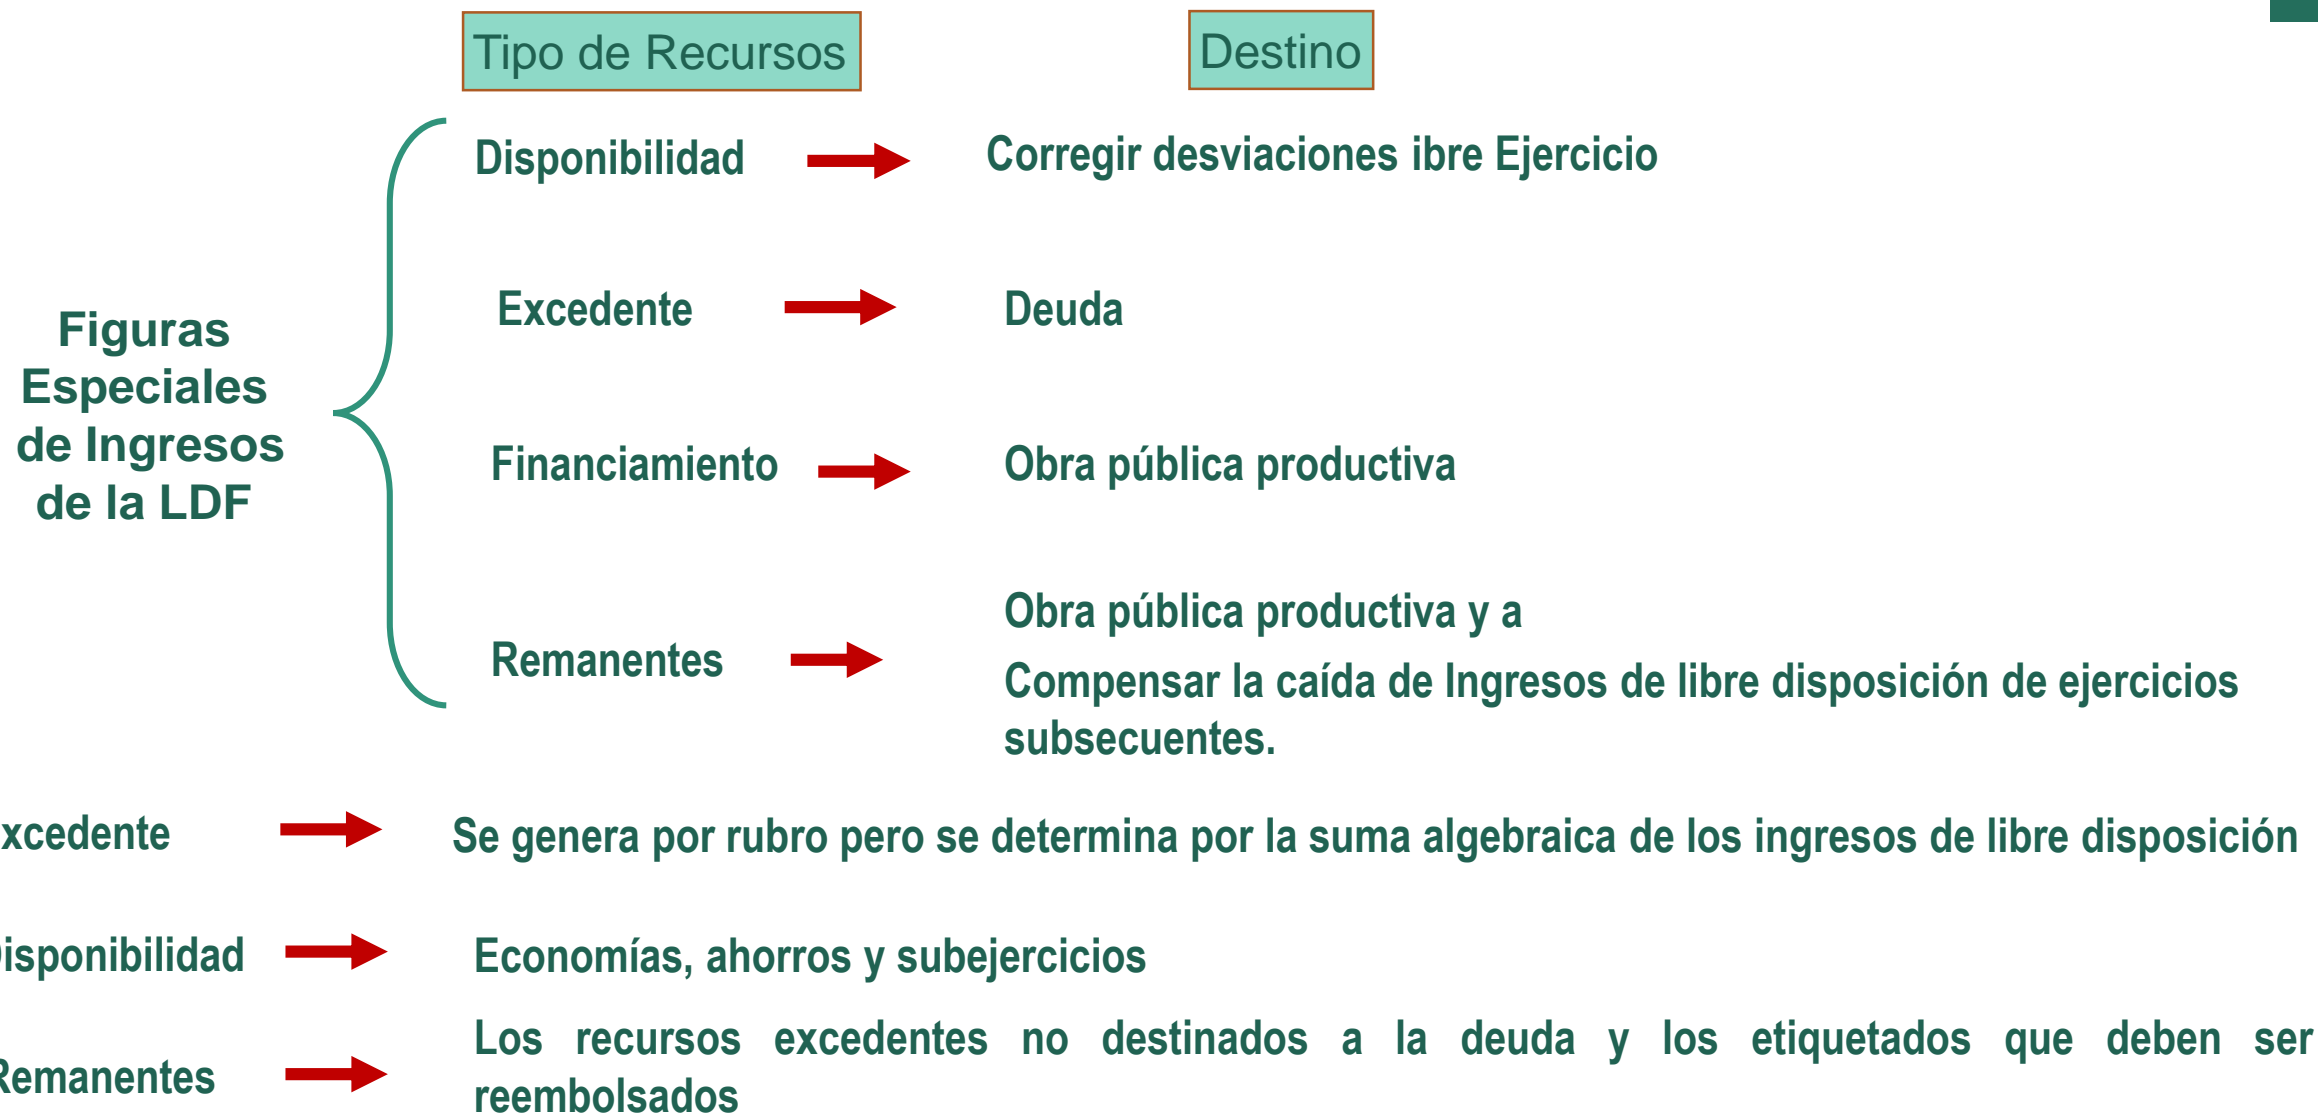 Tipo de Recursos
Destino
Disponibilidad
Corregir desviaciones ibre Ejercicio
Excedente
Deuda
Figuras
Especiales
de Ingresos
de la LDF
Financiamiento
Obra pública productiva
Remanentes
Obra pública productiva y a
Compensar la caída de Ingresos de libre disposición de ejercicios
subsecuentes.
xcedente
Se genera por rubro pero se determina por la suma algebraica de los ingresos de libre disposición
Disponibilidad
Economías, ahorros y subejercicios
Remanentes
Los recursos excedentes no destinados a la deuda y los etiquetados que deben ser
reembolsados